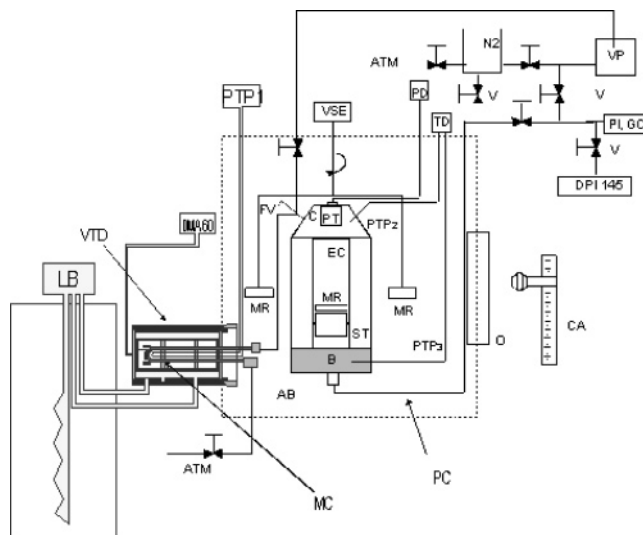 N2
ATM
VP
PTP1
VSE
PD
V
V
TD
PI, GC
V
DPI 145
FV
C
PT
PTP2
DMA60
VTD
EC
LB
MR
MR
MR
ST
CA
PTP3
O
B
AB
ATM
PC
MC